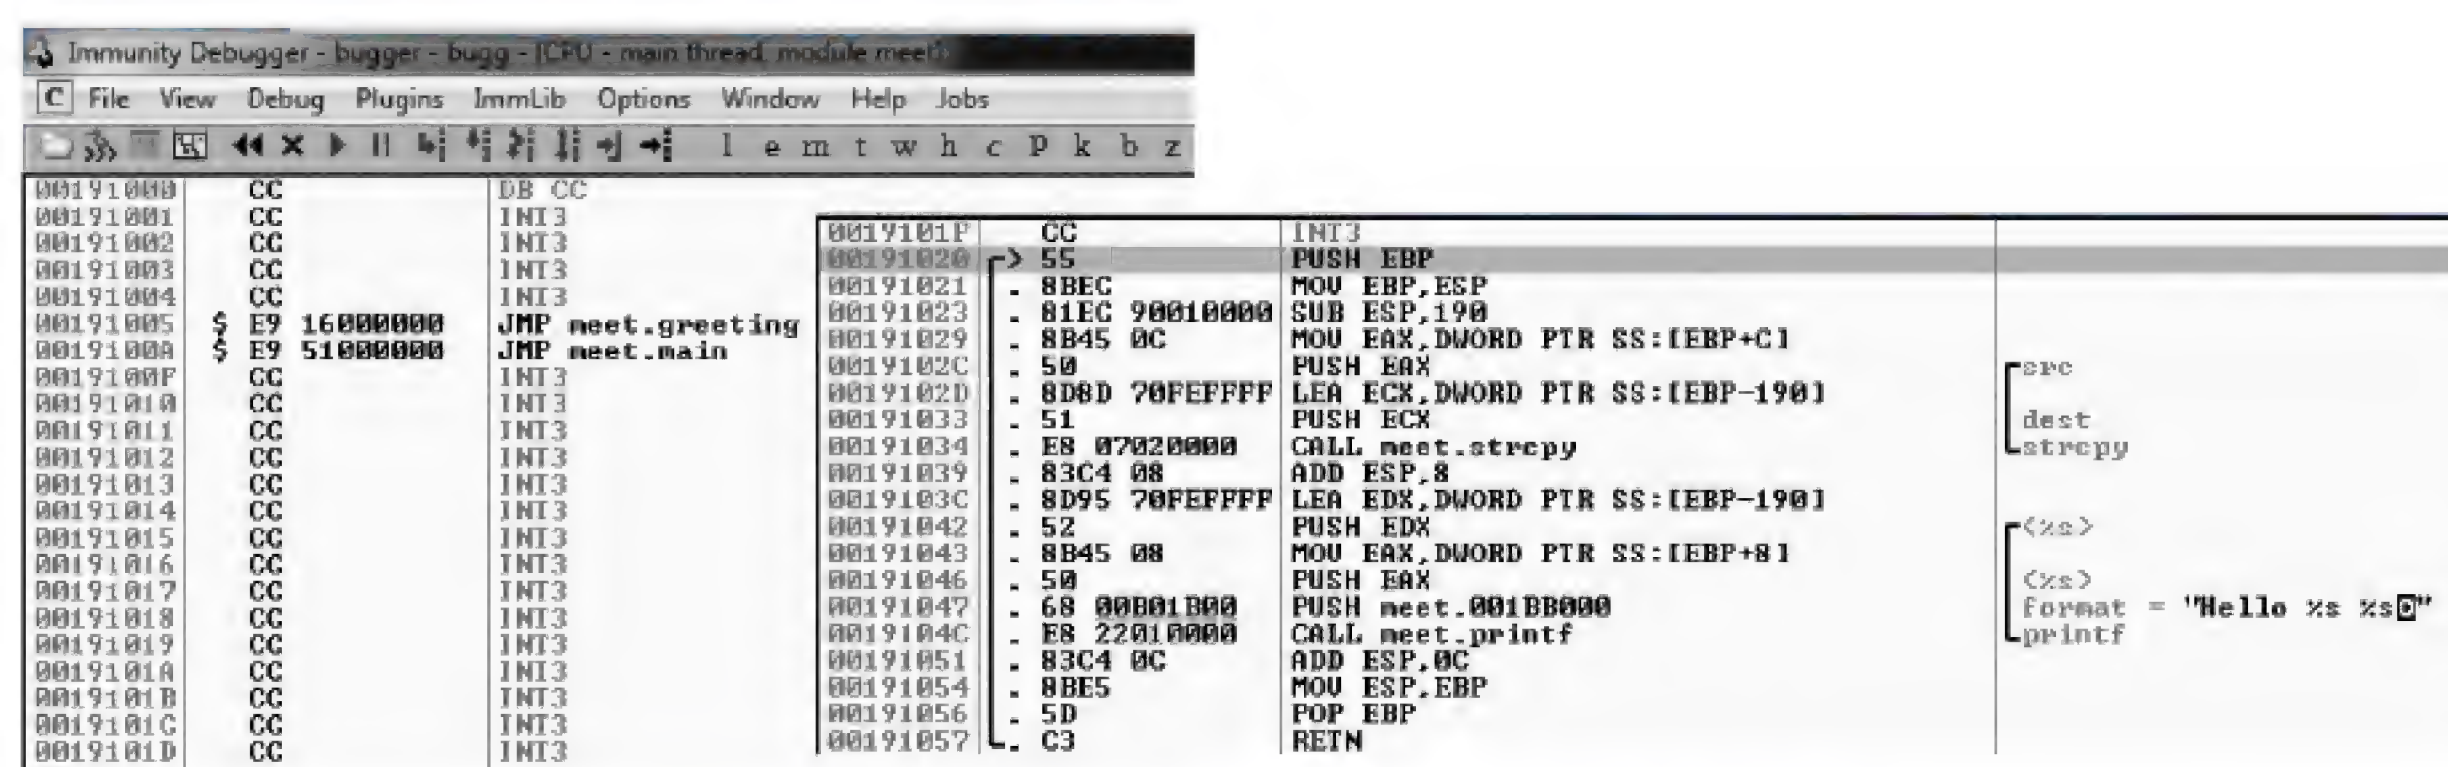 Immunity Debugger - bugger - bugg - [CPU - main thread, module meet]
C File View Debug Plugins ImmLib Options Window Help Jobs
l e m t w h c P k b z
00191000 CC DB CC
00191001 CC INT3
00191002 CC INT3
00191003 CC INT3
00191004 CC INT3
00191005 $ E9 16000000 JMP meet.greeting
0019100A $ E9 51000000 JMP meet.main
0019100F CC INT3
00191010 CC INT3
00191011 CC INT3
00191012 CC INT3
00191013 CC INT3
00191014 CC INT3
00191015 CC INT3
00191016 CC INT3
00191017 CC INT3
00191018 CC INT3
00191019 CC INT3
0019101A CC INT3
0019101B CC INT3
0019101C CC INT3
0019101D CC INT3
0019101F CC INT3
00191020 > 55 PUSH EBP
00191021 . 8BEC MOV EBP,ESP
00191023 . 81EC 90010000 SUB ESP,190
00191029 . 8B45 0C MOV EAX,DWORD PTR SS:[EBP+C]
0019102C . 50 PUSH EAX src
0019102D . 8D8D 70FEFFFF LEA ECX,DWORD PTR SS:[EBP-190]
00191033 . 51 PUSH ECX dest
00191034 . E8 07020000 CALL meet.strcpy strcpy
00191039 . 83C4 08 ADD ESP,8
0019103C . 8D95 70FEFFFF LEA EDX,DWORD PTR SS:[EBP-190]
00191042 . 52 PUSH EDX <%s>
00191043 . 8B45 08 MOV EAX,DWORD PTR SS:[EBP+8]
00191046 . 50 PUSH EAX <%s>
00191047 . 68 00B01B00 PUSH meet.001BB000 format = "Hello %s %s◙"
0019104C . E8 22010000 CALL meet.printf printf
00191051 . 83C4 0C ADD ESP,0C
00191054 . 8BE5 MOV ESP,EBP
00191056 . 5D POP EBP
00191057 . C3 RETN